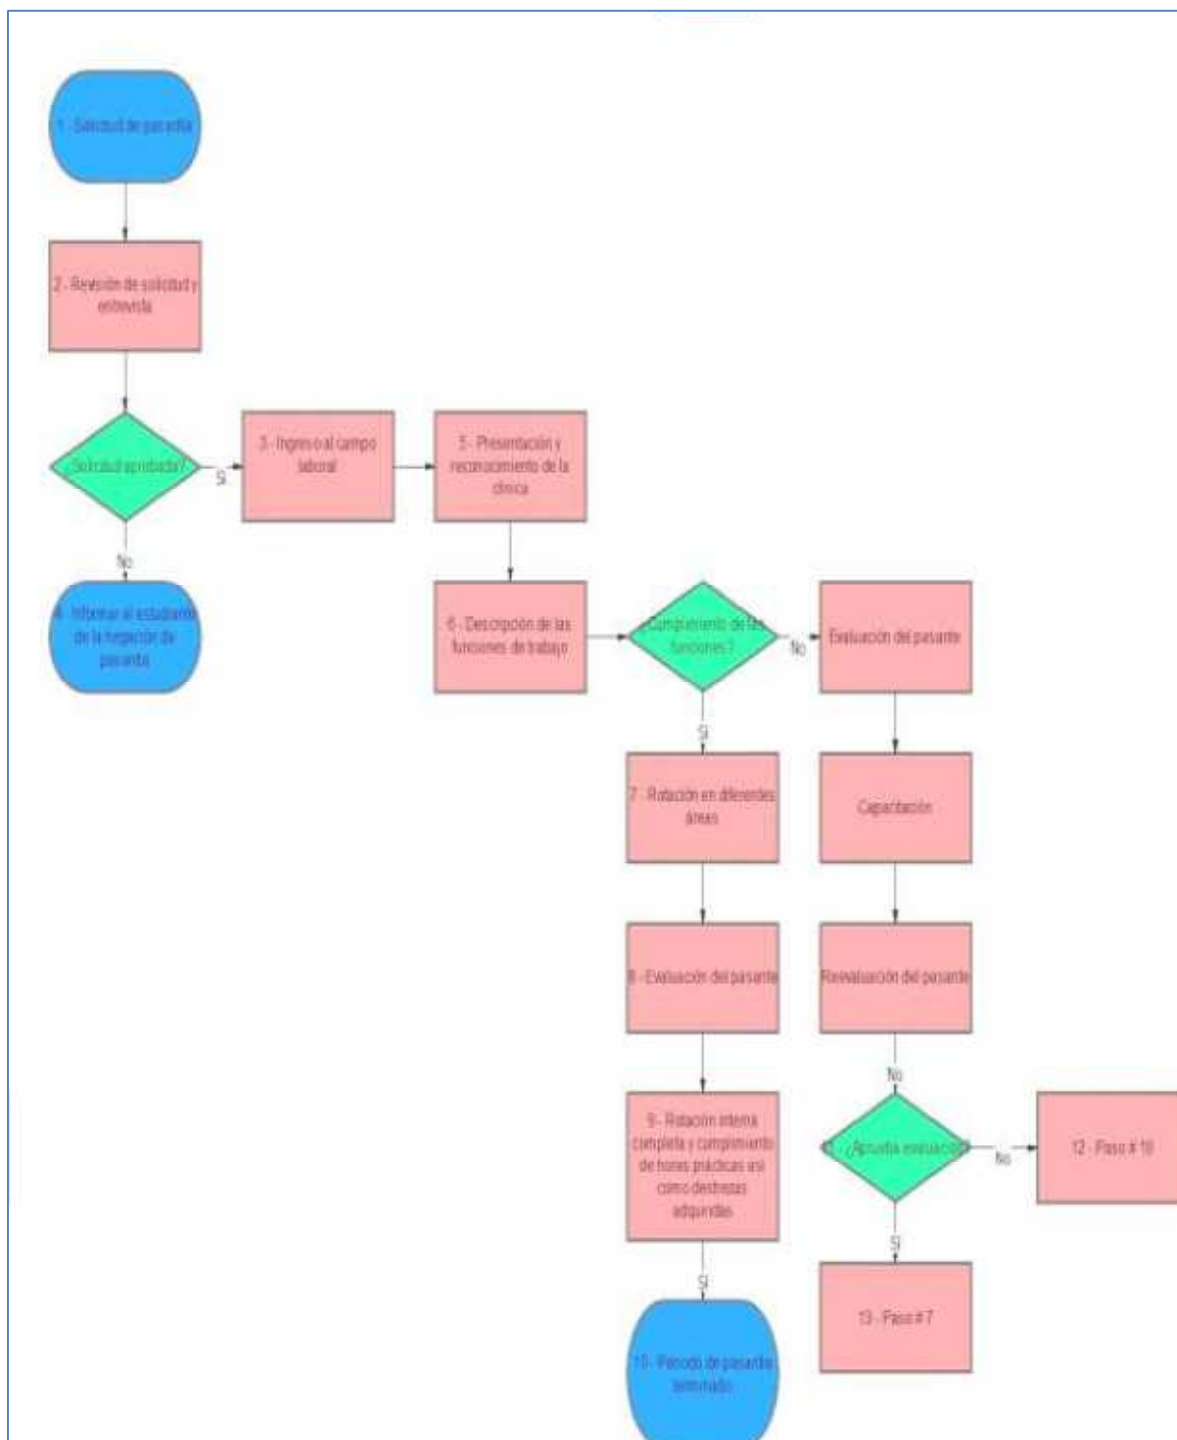 1 - Solicitud de pasantía
2 - Revisión de solicitud y
entrevista
¿Solicitud aprobada?
Si
3 - Ingreso al campo
laboral
5 - Presentación y
reconocimiento de la
clínica
No
4 - Informar al estudiante
de la negación de
pasantía
6 - Descripción de las
funciones de trabajo
¿Cumplimiento de las
funciones?
No
Evaluación del pasante
Si
7 - Rotación en diferentes
áreas
Capacitación
8 - Evaluación del pasante
Reevaluación del pasante
No
9 - Rotación interna
completa y cumplimiento
de horas prácticas así
como destrezas
adquiridas
- ¿Aprueba evaluación?
No
12 - Paso # 10
Si
Si
13 - Paso # 7
10 - Periodo de pasantía
terminado